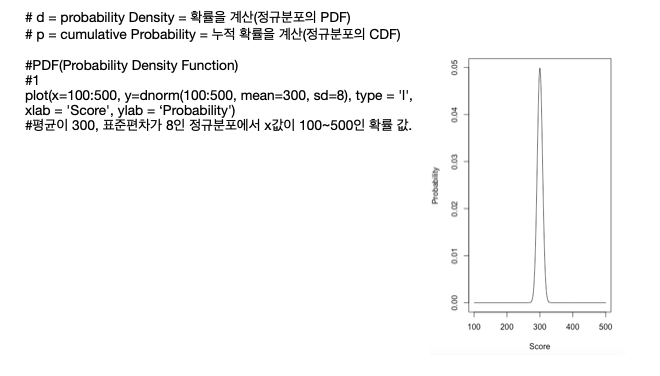 # d = probability Density = 확률을 계산(정규분포의 PDF)
# p = cumulative Probability = 누적 확률을 계산(정규분포의 CDF)
#PDF(Probability Density Function)
#1
plot(x=100:500, y=dnorm(100:500, mean=300, sd=8), type = 'l',
xlab = 'Score', ylab = ‘Probability’)
#평균이 300, 표준편차가 8인 정규분포에서 x값이 100~500인 확률 값.
Probability
0.05
0.04
0.03
0.02
0.01
0.00
100 200 300 400 500
Score